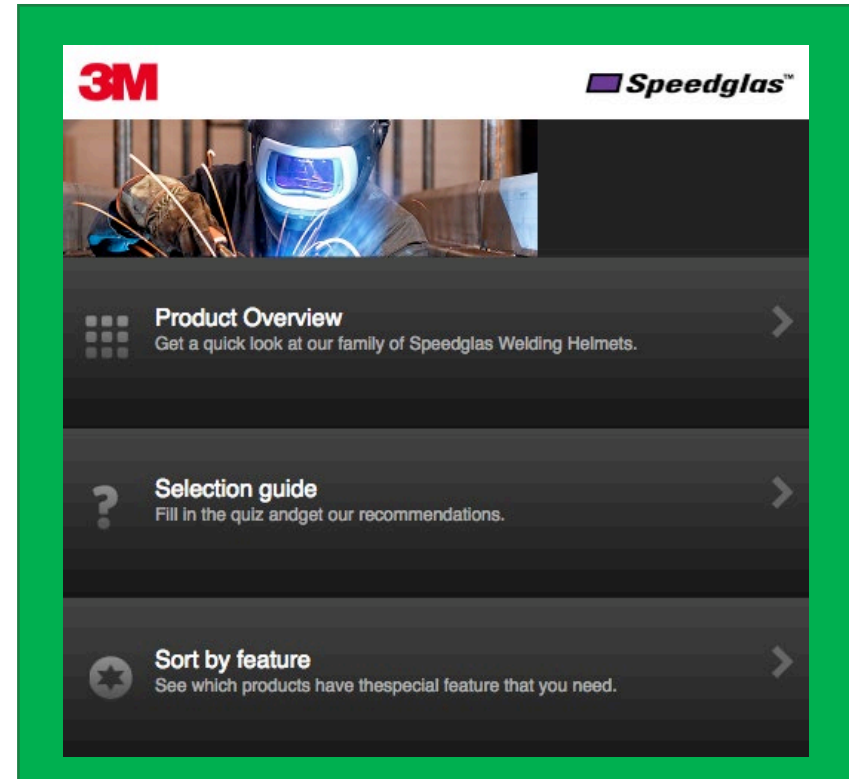 3M
Speedglas™
Product Overview
Get a quick look at our family of Speedglas Welding Helmets.
Selection guide
Fill in the quiz andget our recommendations.
Sort by feature
See which products have thespecial feature that you need.